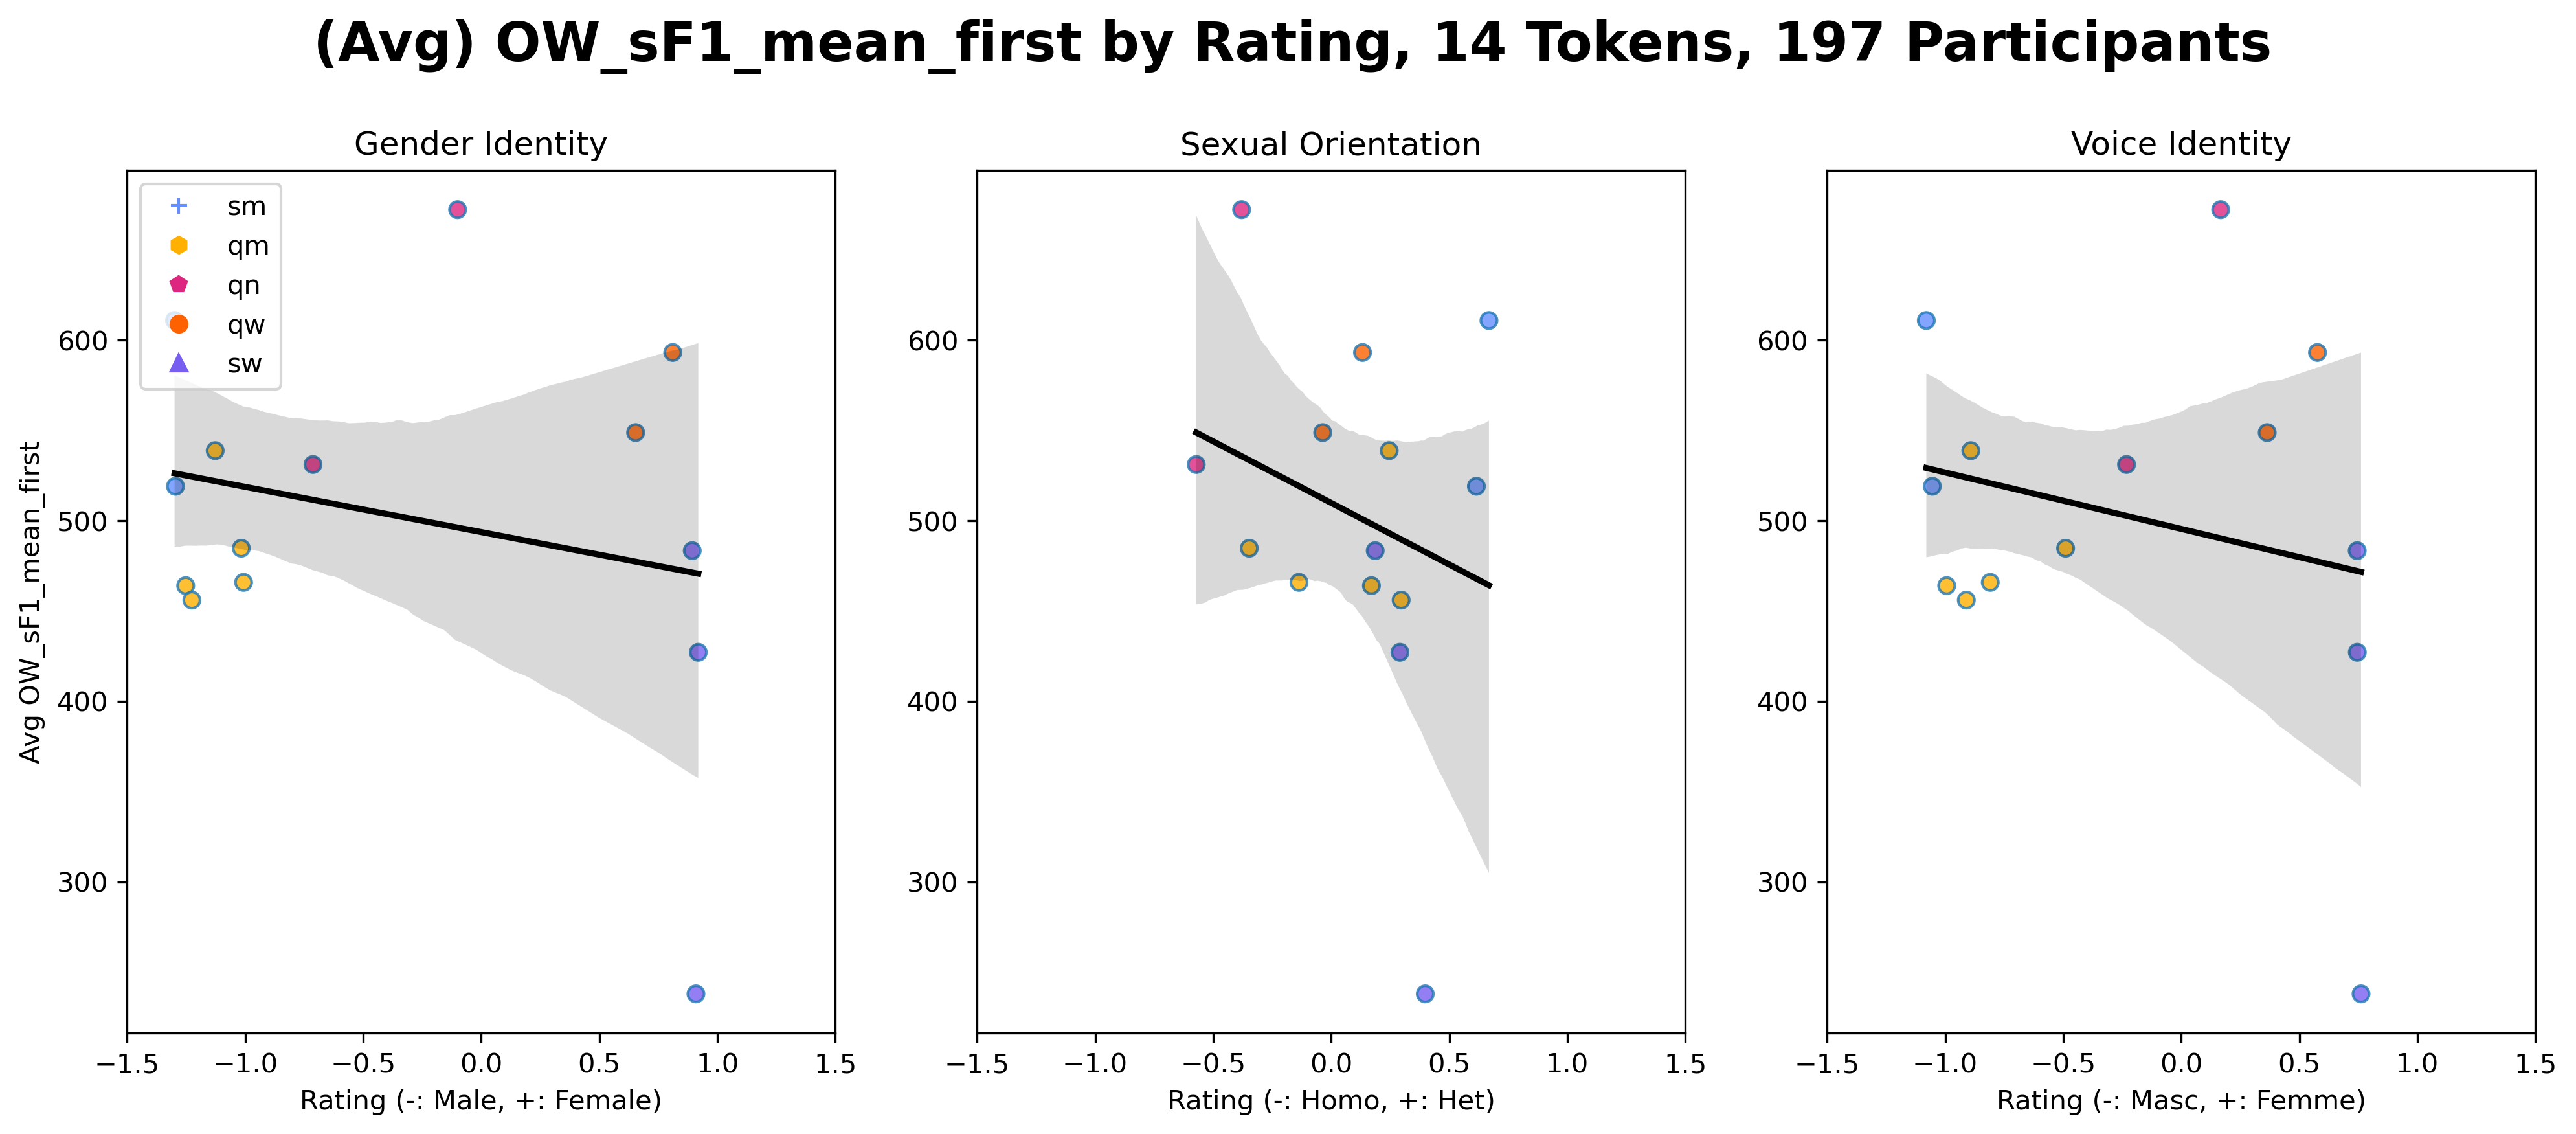 (Avg) OW_sF1_mean_first by Rating, 14 Tokens, 197 Participants
Gender Identity
sm
qm
qn
qw
sw
600
500
400
300
Avg OW_sF1_mean_first
−1.5 −1.0 −0.5 0.0 0.5 1.0 1.5
Rating (-: Male, +: Female)
Sexual Orientation
600
500
400
300
−1.5 −1.0 −0.5 0.0 0.5 1.0 1.5
Rating (-: Homo, +: Het)
Voice Identity
600
500
400
300
−1.5 −1.0 −0.5 0.0 0.5 1.0 1.5
Rating (-: Masc, +: Femme)